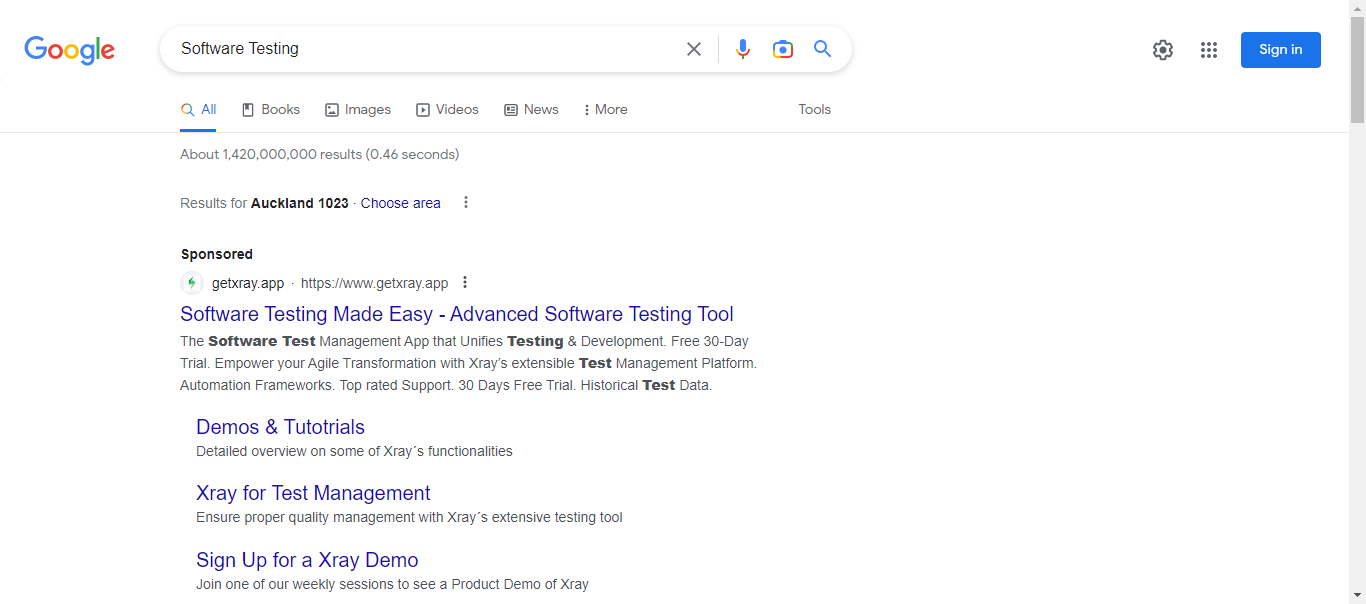 Google
Software Testing
Sign in
All
Books
Images
Videos
News
More
Tools
About 1,420,000,000 results (0.46 seconds)
Results for Auckland 1023 · Choose area
Sponsored
getxray.app · https://www.getxray.app
Software Testing Made Easy - Advanced Software Testing Tool
The Software Test Management App that Unifies Testing & Development. Free 30-Day
Trial. Empower your Agile Transformation with Xray’s extensible Test Management Platform.
Automation Frameworks. Top rated Support. 30 Days Free Trial. Historical Test Data.
Demos & Tutotrials
Detailed overview on some of Xray´s functionalities
Xray for Test Management
Ensure proper quality management with Xray´s extensive testing tool
Sign Up for a Xray Demo
Join one of our weekly sessions to see a Product Demo of Xray